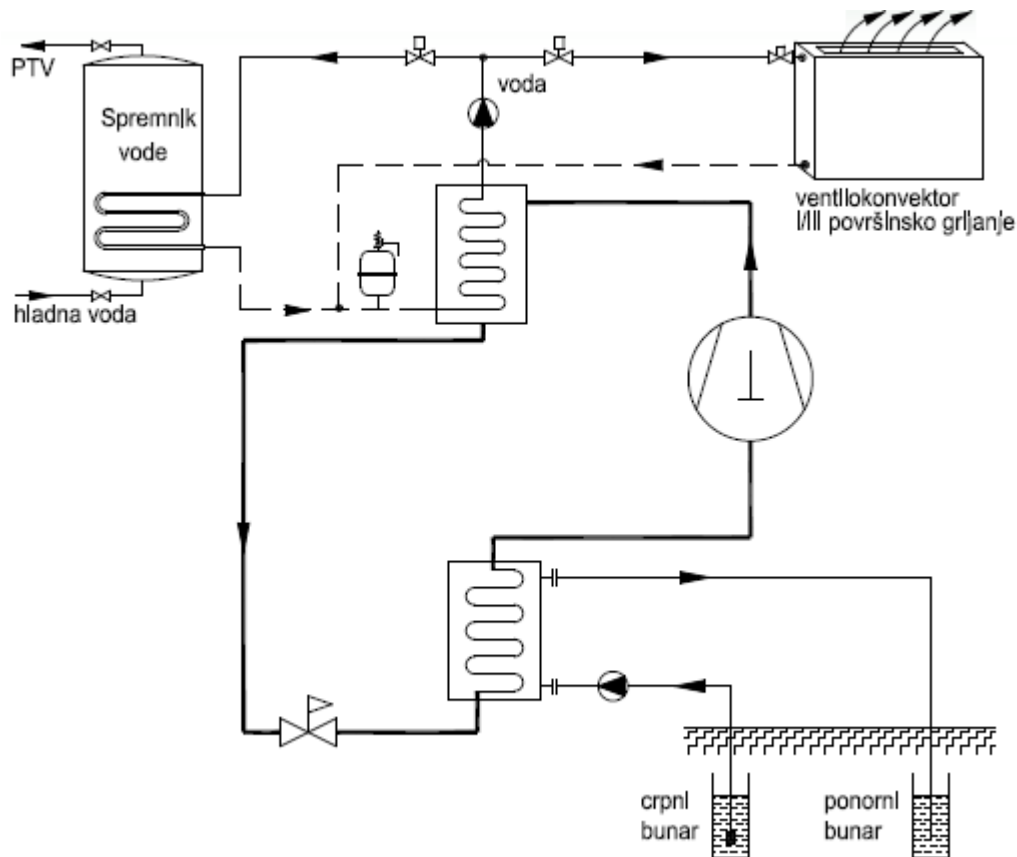 PTV
Spremnik
vode
hladna voda
voda
ventilokonvektor
i/ili površinsko grijanje
crpni
bunar
ponorni
bunar